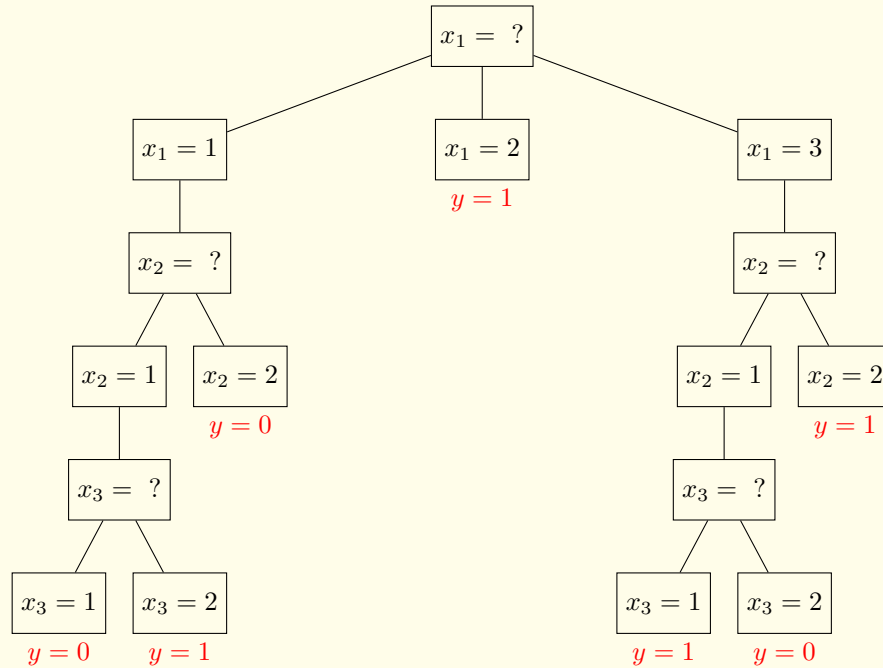 x₁ = ?
x₁ = 1 x₁ = 2 x₁ = 3
y = 1
x₂ = ? x₂ = ?
x₂ = 1 x₂ = 2 x₂ = 1 x₂ = 2
y = 0 y = 1
x₃ = ? x₃ = ?
x₃ = 1 x₃ = 2 x₃ = 1 x₃ = 2
y = 0 y = 1 y = 1 y = 0